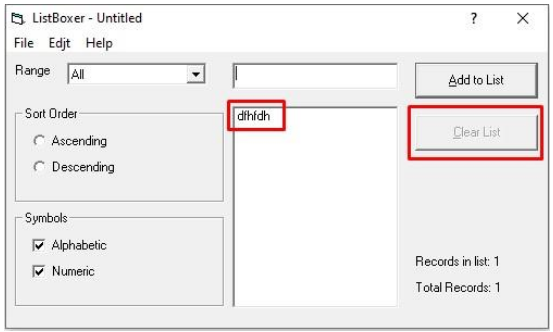 ListBoxer - Untitled
File Edjt Help
Range All
Add to List
Sort Order
Ascending
Descending
dfhfdh
Clear List
Symbols
Alphabetic
Numeric
Records in list: 1
Total Records: 1